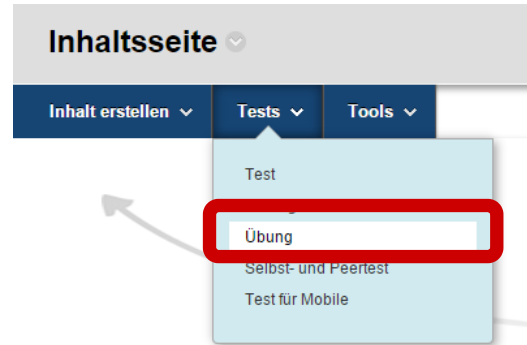 Inhaltsseite
Inhalt erstellen Tests Tools
Test
Übung
Selbst- und Peertest
Test für Mobile